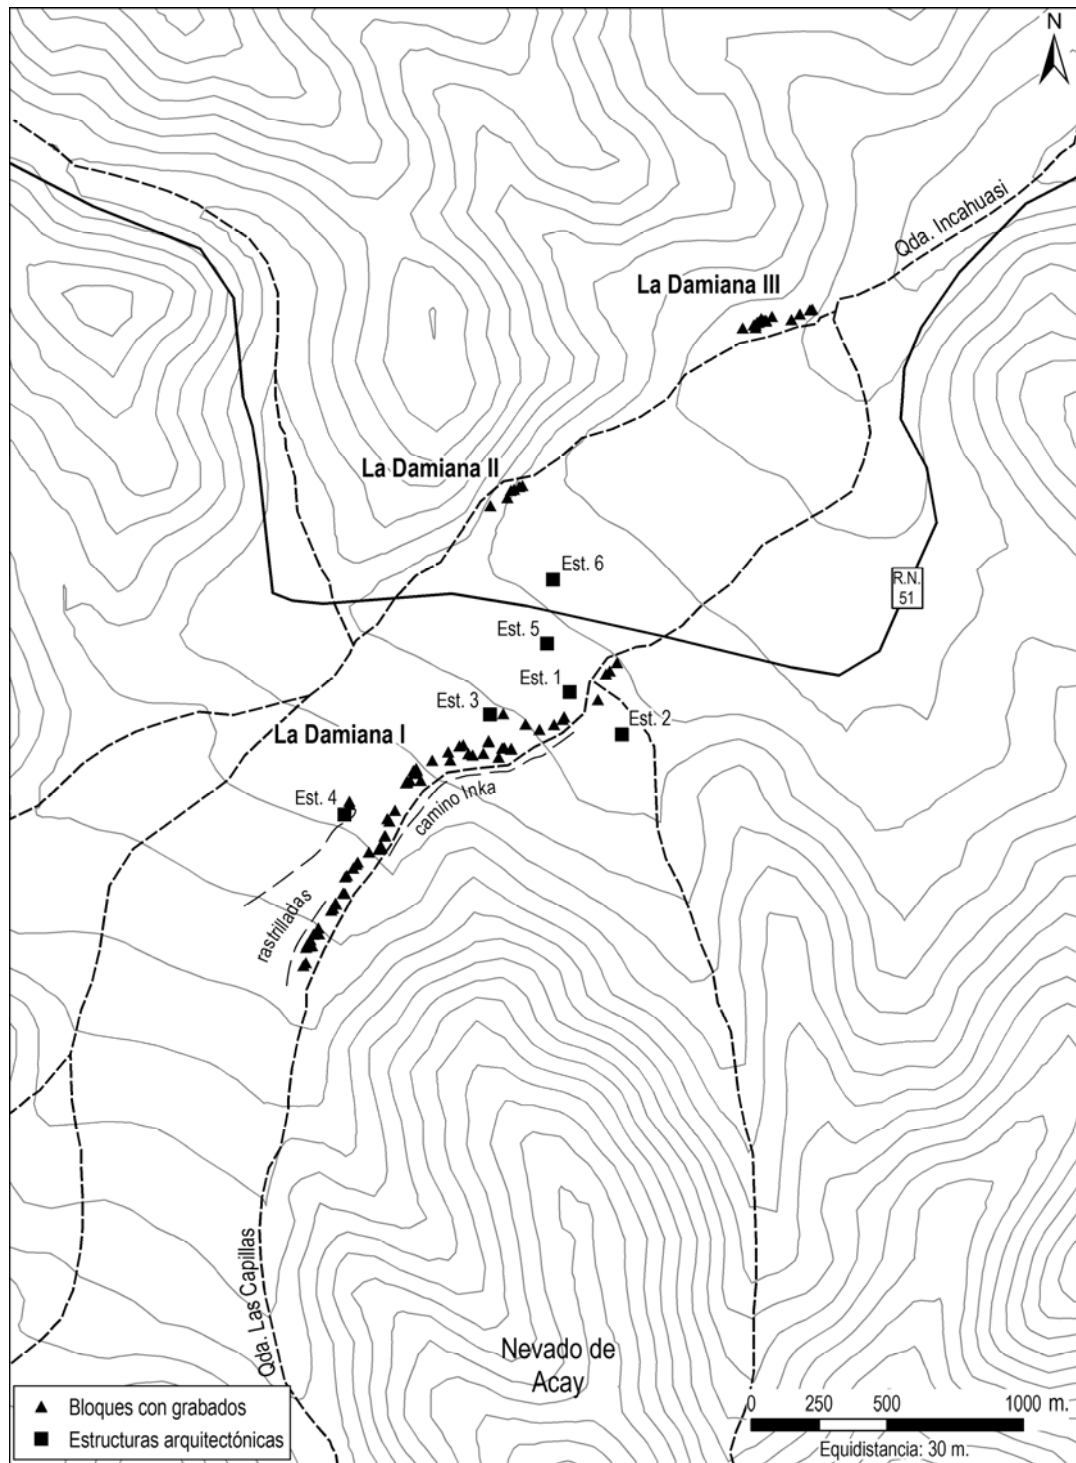 N
Qda. Incahuasi
La Damiana III
La Damiana II
Est. 6
R.N.
51
Est. 5
Est. 1
Est. 3
Est. 2
La Damiana I
Est. 4
camino Inka
rastrilladas
Qda. Las Capillas
Nevado de
Acay
Bloques con grabados
Estructuras arquitectónicas
0 250 500 1000 m.
Equidistancia: 30 m.